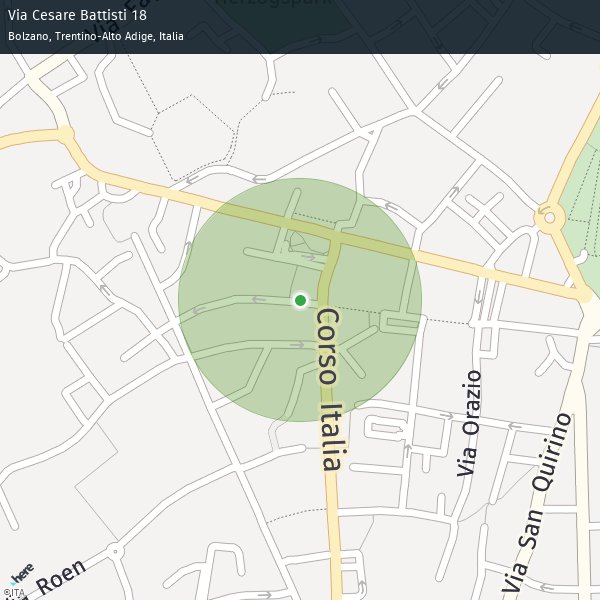 Via Cesare Battisti 18
Bolzano, Trentino-Alto Adige, Italia
Herzogspark
Corso Italia
Via Orazio
Via San Quirino
Roen
here
©ITA